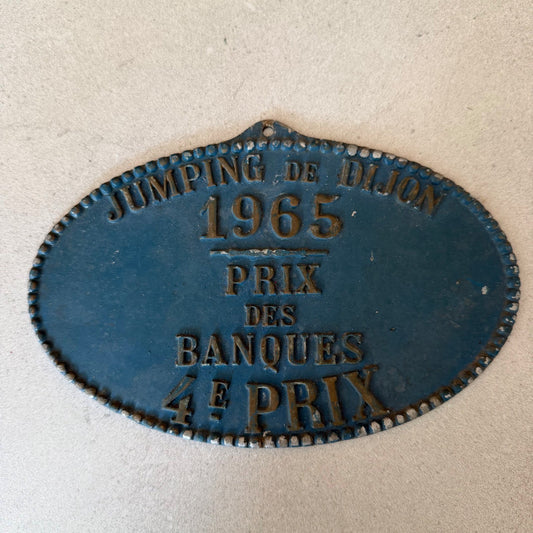 JUMPING DE DIJON
1965
PRIX
DES
BANQUES
4E PRIX